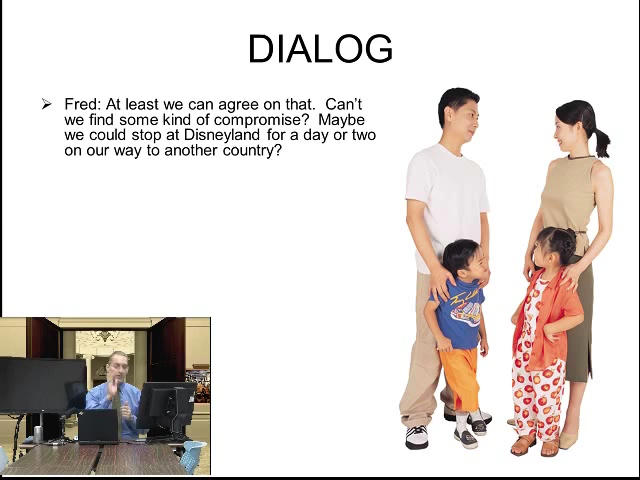 DIALOG
Fred: At least we can agree on that.  Can't
we find some kind of compromise?  Maybe
we could stop at Disneyland for a day or two
on our way to another country?